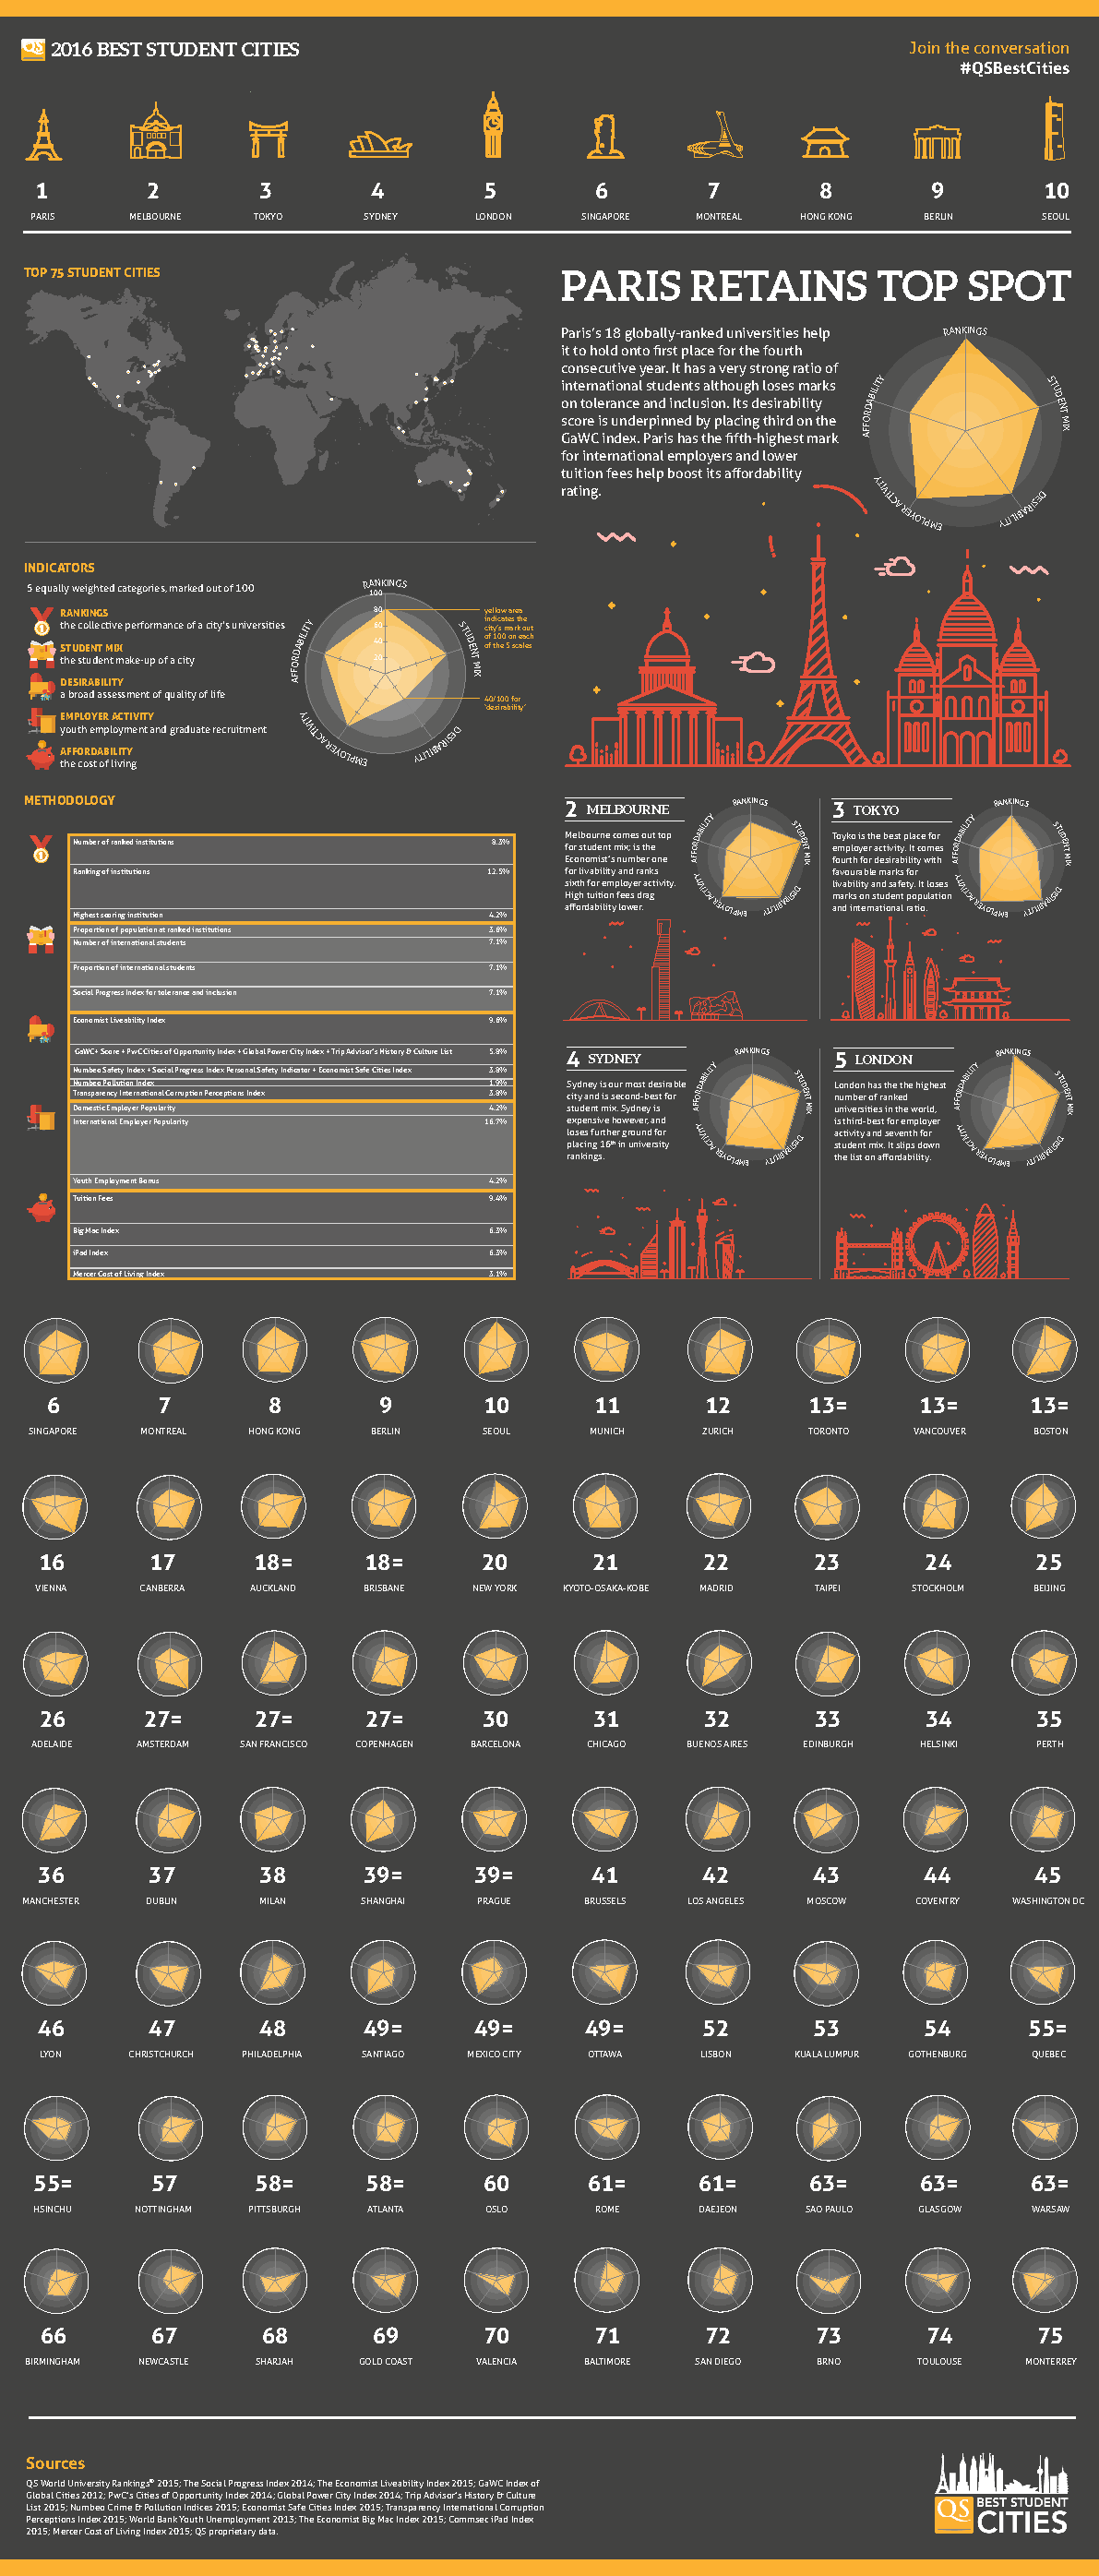 QS 2016 BEST STUDENT CITIES
Join the conversation
#QSBestCities
1 2 3 4 5 6 7 8 9 10
PARIS MELBOURNE TOKYO SYDNEY LONDON SINGAPORE MONTREAL HONG KONG BERLIN SEOUL
TOP 75 STUDENT CITIES
PARIS RETAINS TOP SPOT
Paris's 18 globally-ranked universities help
it to hold onto first place for the fourth
consecutive year. It has a very strong ratio of
international students although loses marks
on tolerance and inclusion. Its desirability
score is underpinned by placing third on the
GaWC index. Paris has the fifth-highest mark
for international employers and lower
tuition fees help boost its affordability
rating.
RANKINGS
STUDENT MIX
DESIRABILITY
EMPLOYER ACTIVITY
AFFORDABILITY
INDICATORS
5 equally weighted categories, marked out of 100
RANKINGS
the collective performance of a city's universities
STUDENT MIX
the student make-up of a city
DESIRABILITY
a broad assessment of quality of life
EMPLOYER ACTIVITY
youth employment and graduate recruitment
AFFORDABILITY
the cost of living
RANKINGS
100
80
60
40
20
STUDENT MIX
DESIRABILITY
EMPLOYER ACTIVITY
AFFORDABILITY
yellow area
indicates the
city's mark out
of 100 on each
of the 5 scales
40/100 for
'desirability'
METHODOLOGY
Number of ranked institutions 8.3%
Ranking of institutions 12.5%
Highest scoring institution 4.2%
Proportion of population at ranked institutions 3.6%
Number of international students 7.1%
Proportion of international students 7.1%
Social Progress Index for tolerance and inclusion 7.1%
Economist Liveability Index 9.6%
GaWC+ Score + PwC Cities of Opportunity Index + Global Power City Index + Trip Advisor's History & Culture List 5.8%
Numbeo Safety Index + Social Progress Index Personal Safety Indicator + Economist Safe Cities Index 3.8%
Numbeo Pollution Index 1.9%
Transparency International Corruption Perceptions Index 3.8%
Domestic Employer Popularity 4.2%
International Employer Popularity 16.7%
Youth Employment Bonus 4.2%
Tuition Fees 9.4%
Big Mac Index 6.3%
iPad Index 6.3%
Mercer Cost of Living Index 3.1%
2 MELBOURNE
Melbourne comes out top
for student mix; is the
Economist's number one
for livability and ranks
sixth for employer activity.
High tuition fees drag
affordability lower.
RANKINGS
STUDENT MIX
DESIRABILITY
EMPLOYER ACTIVITY
AFFORDABILITY
3 TOKYO
Toyko is the best place for
employer activity. It comes
fourth for desirability with
favourable marks for
livability and safety. It loses
marks on student population
and international ratio.
RANKINGS
STUDENT MIX
DESIRABILITY
EMPLOYER ACTIVITY
AFFORDABILITY
4 SYDNEY
Sydney is our most desirable
city and is second-best for
student mix. Sydney is
expensive however, and
loses further ground for
placing 16th in university
rankings.
RANKINGS
STUDENT MIX
DESIRABILITY
EMPLOYER ACTIVITY
AFFORDABILITY
5 LONDON
London has the the highest
number of ranked
universities in the world,
is third-best for employer
activity and seventh for
student mix. It slips down
the list on affordability.
RANKINGS
STUDENT MIX
DESIRABILITY
EMPLOYER ACTIVITY
AFFORDABILITY
6 7 8 9 10 11 12 13= 13= 13=
SINGAPORE MONTREAL HONG KONG BERLIN SEOUL MUNICH ZURICH TORONTO VANCOUVER BOSTON
16 17 18= 18= 20 21 22 23 24 25
VIENNA CANBERRA AUCKLAND BRISBANE NEW YORK KYOTO-OSAKA-KOBE MADRID TAIPEI STOCKHOLM BEIJING
26 27= 27= 27= 30 31 32 33 34 35
ADELAIDE AMSTERDAM SAN FRANCISCO COPENHAGEN BARCELONA CHICAGO BUENOS AIRES EDINBURGH HELSINKI PERTH
36 37 38 39= 39= 41 42 43 44 45
MANCHESTER DUBLIN MILAN SHANGHAI PRAGUE BRUSSELS LOS ANGELES MOSCOW COVENTRY WASHINGTON DC
46 47 48 49= 49= 49= 52 53 54 55=
LYON CHRISTCHURCH PHILADELPHIA SANTIAGO MEXICO CITY OTTAWA LISBON KUALA LUMPUR GOTHENBURG QUEBEC
55= 57 58= 58= 60 61= 61= 63= 63= 63=
HSINCHU NOTTINGHAM PITTSBURGH ATLANTA OSLO ROME DAEJEON SAO PAULO GLASGOW WARSAW
66 67 68 69 70 71 72 73 74 75
BIRMINGHAM NEWCASTLE SHARJAH GOLD COAST VALENCIA BALTIMORE SAN DIEGO BRNO TOULOUSE MONTERREY
Sources
QS World University Rankings® 2015; The Social Progress Index 2014; The Economist Liveability Index 2015; GaWC Index of
Global Cities 2012; PwC's Cities of Opportunity Index 2014; Global Power City Index 2014; Trip Advisor's History & Culture
List 2015; Numbeo Crime & Pollution Indices 2015; Economist Safe Cities Index 2015; Transparency International Corruption
Perceptions Index 2015; World Bank Youth Unemployment 2013; The Economist Big Mac Index 2015; Commsec iPad Index
2015; Mercer Cost of Living Index 2015; QS proprietary data.
QS BEST STUDENT
CITIES